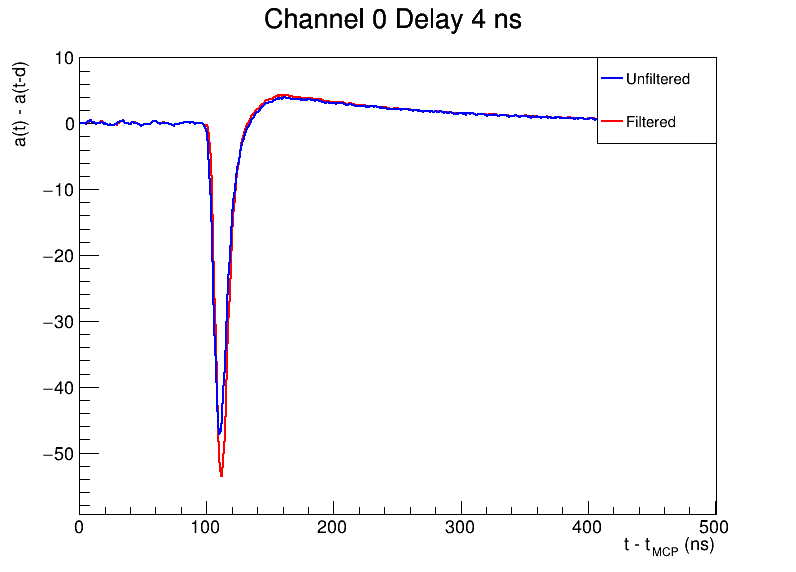 Channel 0 Delay 4 ns
a(t) - a(t-d)
10
0
−10
−20
−30
−40
−50
Unfiltered
Filtered
0 100 200 300 400 500
t - tMCP (ns)